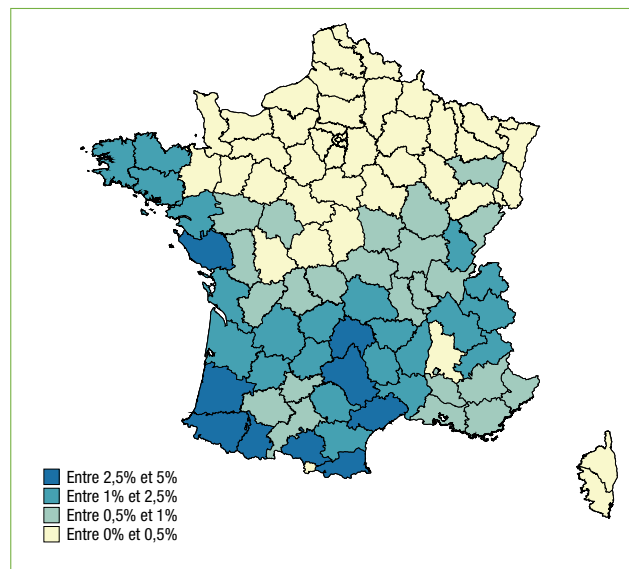 Entre 2,5% et 5%
Entre 1% et 2,5%
Entre 0,5% et 1%
Entre 0% et 0,5%